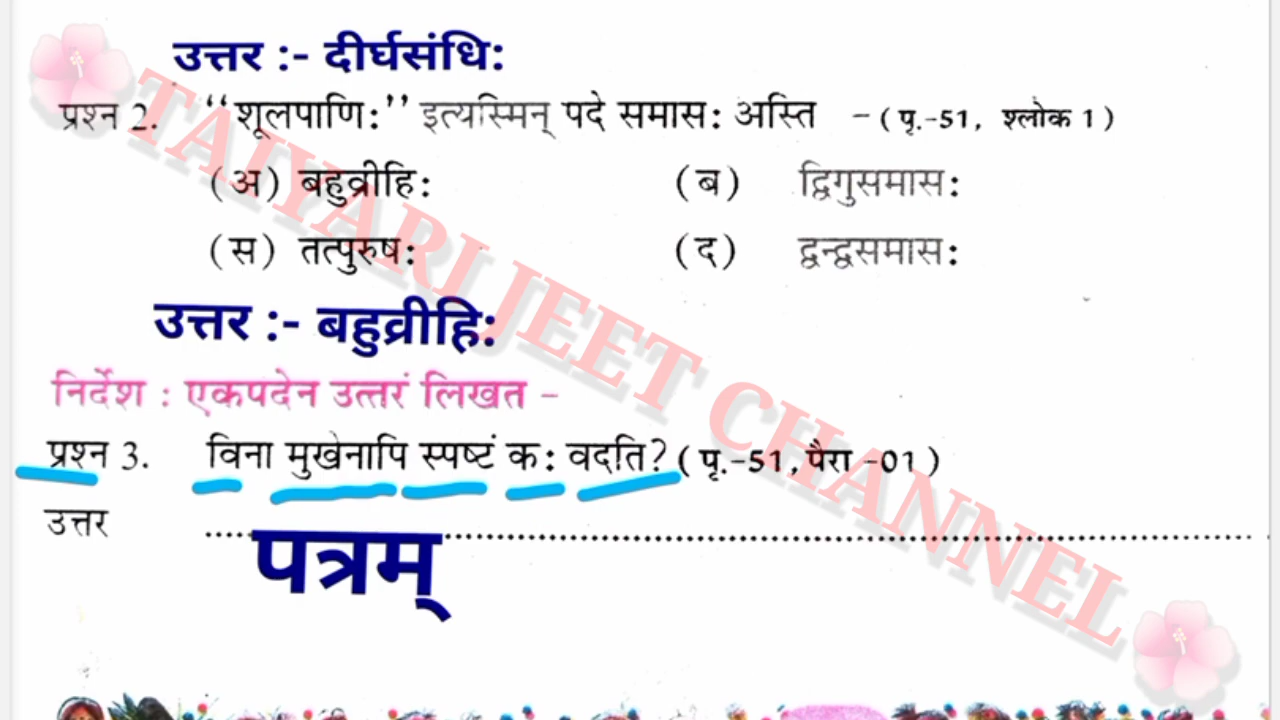 उत्तर :- दीर्घसंधि:
प्रश्न 2. “शूलपाणि:” इत्यस्मिन् पदे समास: अस्ति – ( पृ.-51, श्लोक 1 )
(अ) बहुव्रीहि: (ब) द्विगुसमास:
(स) तत्पुरुष: (द) द्वन्द्वसमास:
उत्तर :- बहुव्रीहि:
निर्देश : एकपदेन उत्तरं लिखत –
प्रश्न 3. विना मुखेनापि स्पष्टं क: वदति? ( पृ.-51, पैरा -01 )
उत्तर ........................................................
पत्रम्
TAIYARI JEET CHANNEL